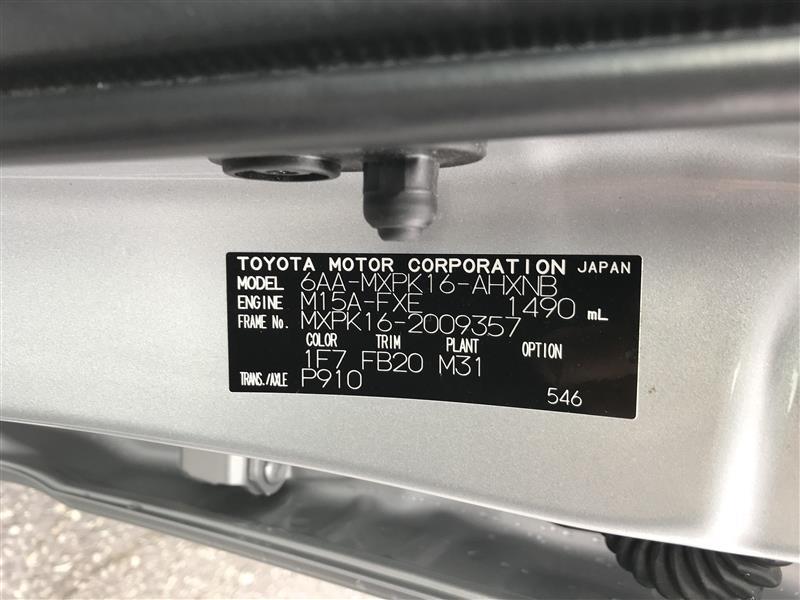 TOYOTA MOTOR CORPORATION JAPAN
MODEL 6AA-MXPK16-AHXNB
ENGINE M15A-FXE 1490 mL
FRAME No. MXPK16-2009357
COLOR TRIM PLANT OPTION
1F7 FB20 M31
TRANS./AXLE P910
546